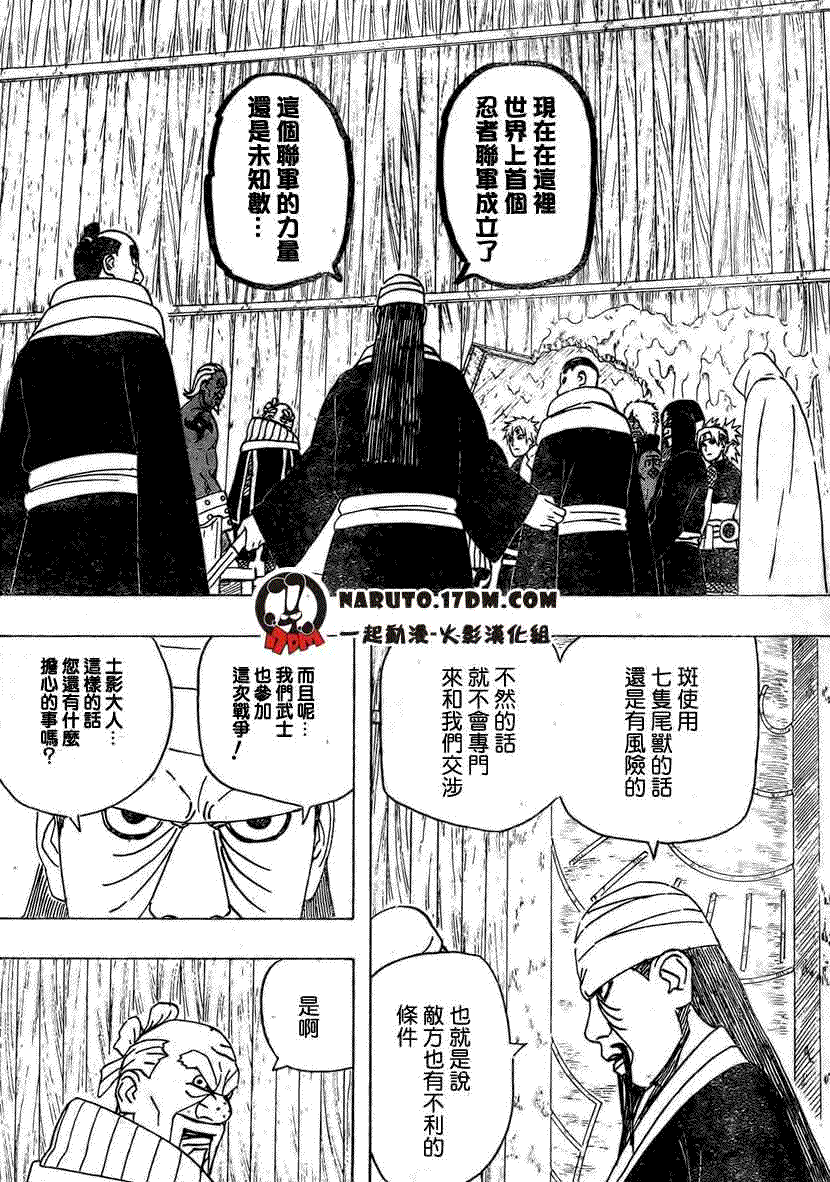 現在在這裡
世界上首個
忍者聯軍成立了
這個聯軍的力量
還是未知數…
NARUTO.17DM.COM
一起動漫-火影漢化組
17DM
斑使用
七隻尾獸的話
還是有風險的
不然的話
就不會專門
來和我們交涉
也就是說
敵方也有不利的
條件
而且呢…
我們武士
也參加
這次戰爭！
土影大人…
這樣的話
您還有什麼
擔心的事嗎？
是啊